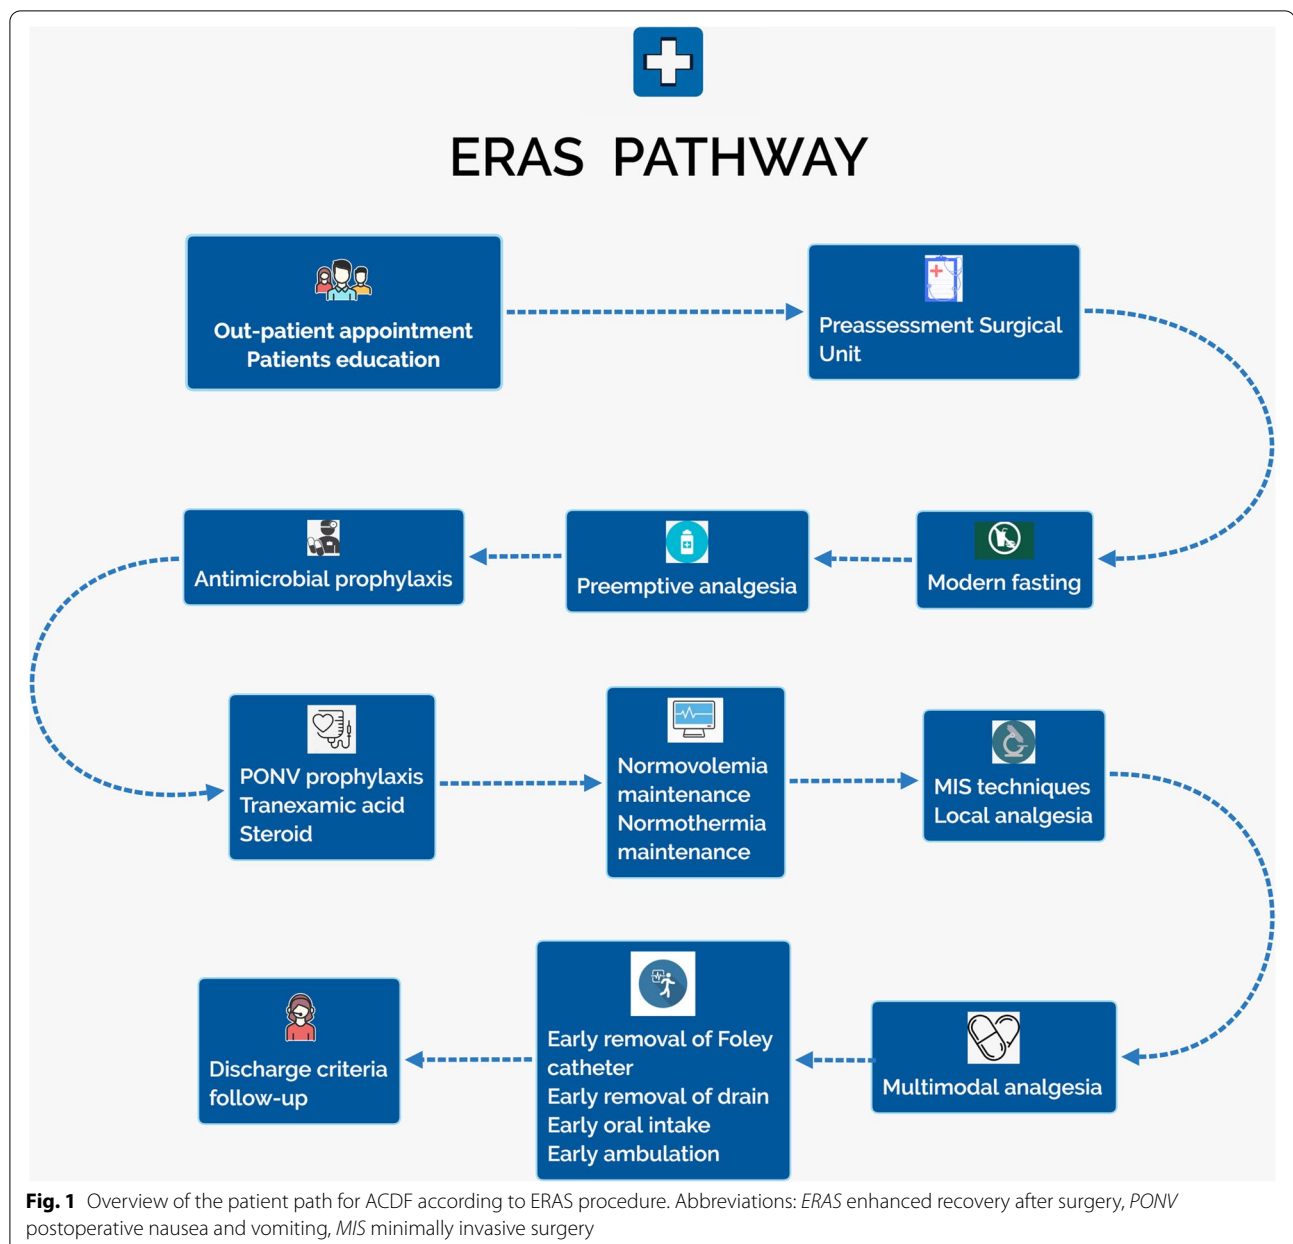 ERAS PATHWAY
Out-patient appointment
Patients education
Preassessment Surgical
Unit
Modern fasting
Preemptive analgesia
Antimicrobial prophylaxis
PONV prophylaxis
Tranexamic acid
Steroid
Normovolemia
maintenance
Normothermia
maintenance
MIS techniques
Local analgesia
Multimodal analgesia
Early removal of Foley
catheter
Early removal of drain
Early oral intake
Early ambulation
Discharge criteria
follow-up
Fig. 1 Overview of the patient path for ACDF according to ERAS procedure. Abbreviations: ERAS enhanced recovery after surgery, PONV
postoperative nausea and vomiting, MIS minimally invasive surgery